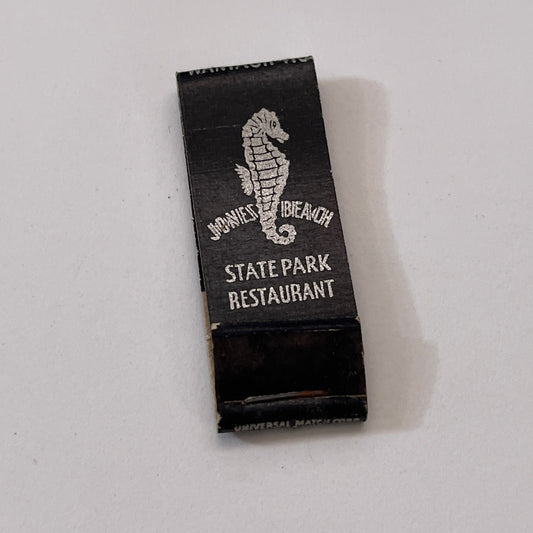 JONES BEACH
STATE PARK
RESTAURANT
UNIVERSAL MATCH CORP